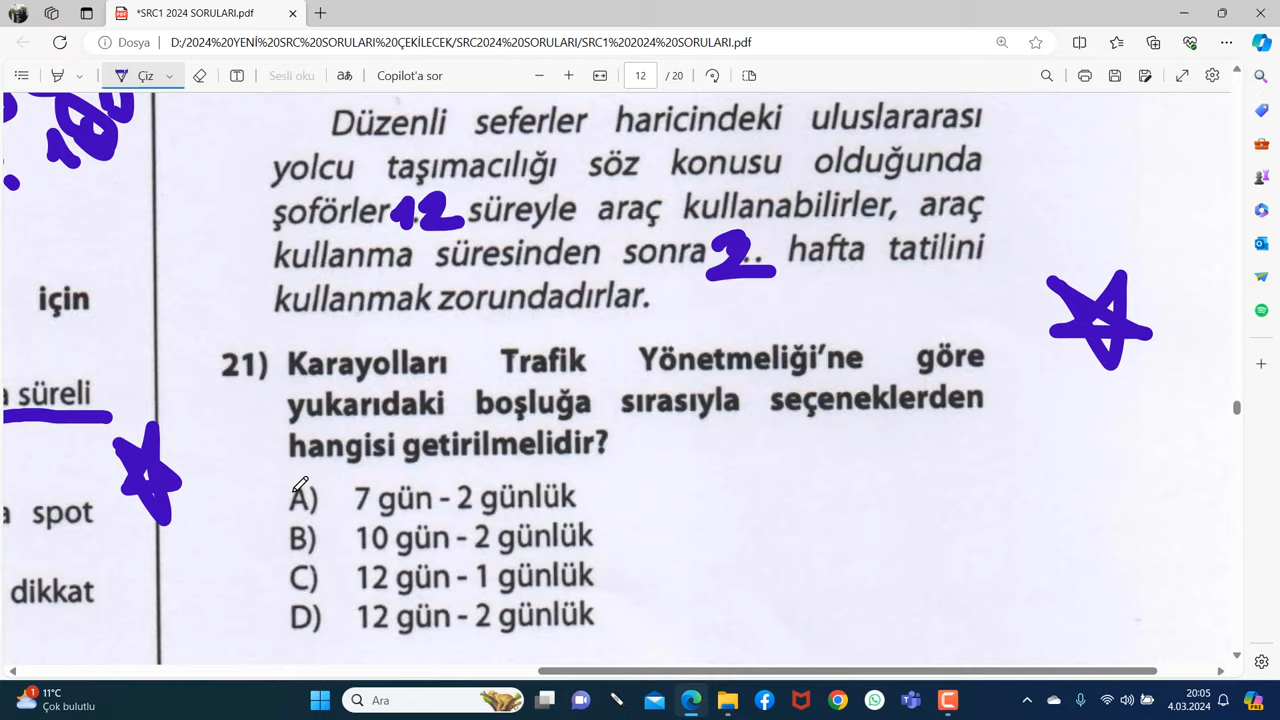 *SRC1 2024 SORULARI.pdf
Dosya
D:/2024%20YENİ%20SRC%20SORULARI%20ÇEKİLECEK/SRC2024%20SORULARI/SRC1%202024%20SORULARI.pdf
Çiz
Sesli oku
Copilot'a sor
12 / 20
Düzenli seferler haricindeki uluslararası
yolcu taşımacılığı söz konusu olduğunda
şoförler 12 süreyle araç kullanabilirler, araç
kullanma süresinden sonra 2.. hafta tatilini
kullanmak zorundadırlar.
için
süreli
spot
dikkat
21) Karayolları Trafik Yönetmeliği’ne göre
yukarıdaki boşluğa sırasıyla seçeneklerden
hangisi getirilmelidir?
A) 7 gün - 2 günlük
B) 10 gün - 2 günlük
C) 12 gün - 1 günlük
D) 12 gün - 2 günlük
1
11°C
Çok bulutlu
Ara
20:05
4.03.2024